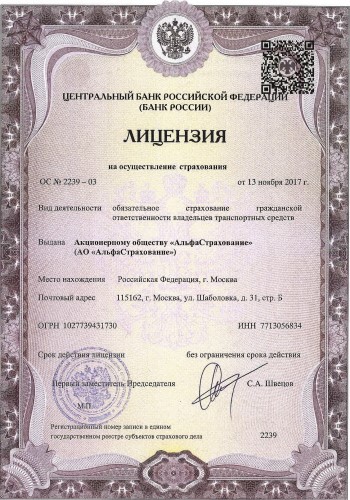 ЦЕНТРАЛЬНЫЙ БАНК РОССИЙСКОЙ ФЕДЕРАЦИИ
(БАНК РОССИИ)
ЛИЦЕНЗИЯ
на осуществление страхования
ОС № 2239 – 03 от 13 ноября 2017 г.
Вид деятельности обязательное страхование гражданской
ответственности владельцев транспортных средств
Выдана Акционерному обществу «АльфаСтрахование»
(АО «АльфаСтрахование»)
Место нахождения Российская Федерация, г. Москва
Почтовый адрес 115162, г. Москва, ул. Шаболовка, д. 31, стр. Б
ОГРН 1027739431730 ИНН 7713056834
Срок действия лицензии без ограничения срока действия
Первый заместитель Председателя С.А. Швецов
М.П.
Регистрационный номер записи в едином
государственном реестре субъектов страхового дела 2239